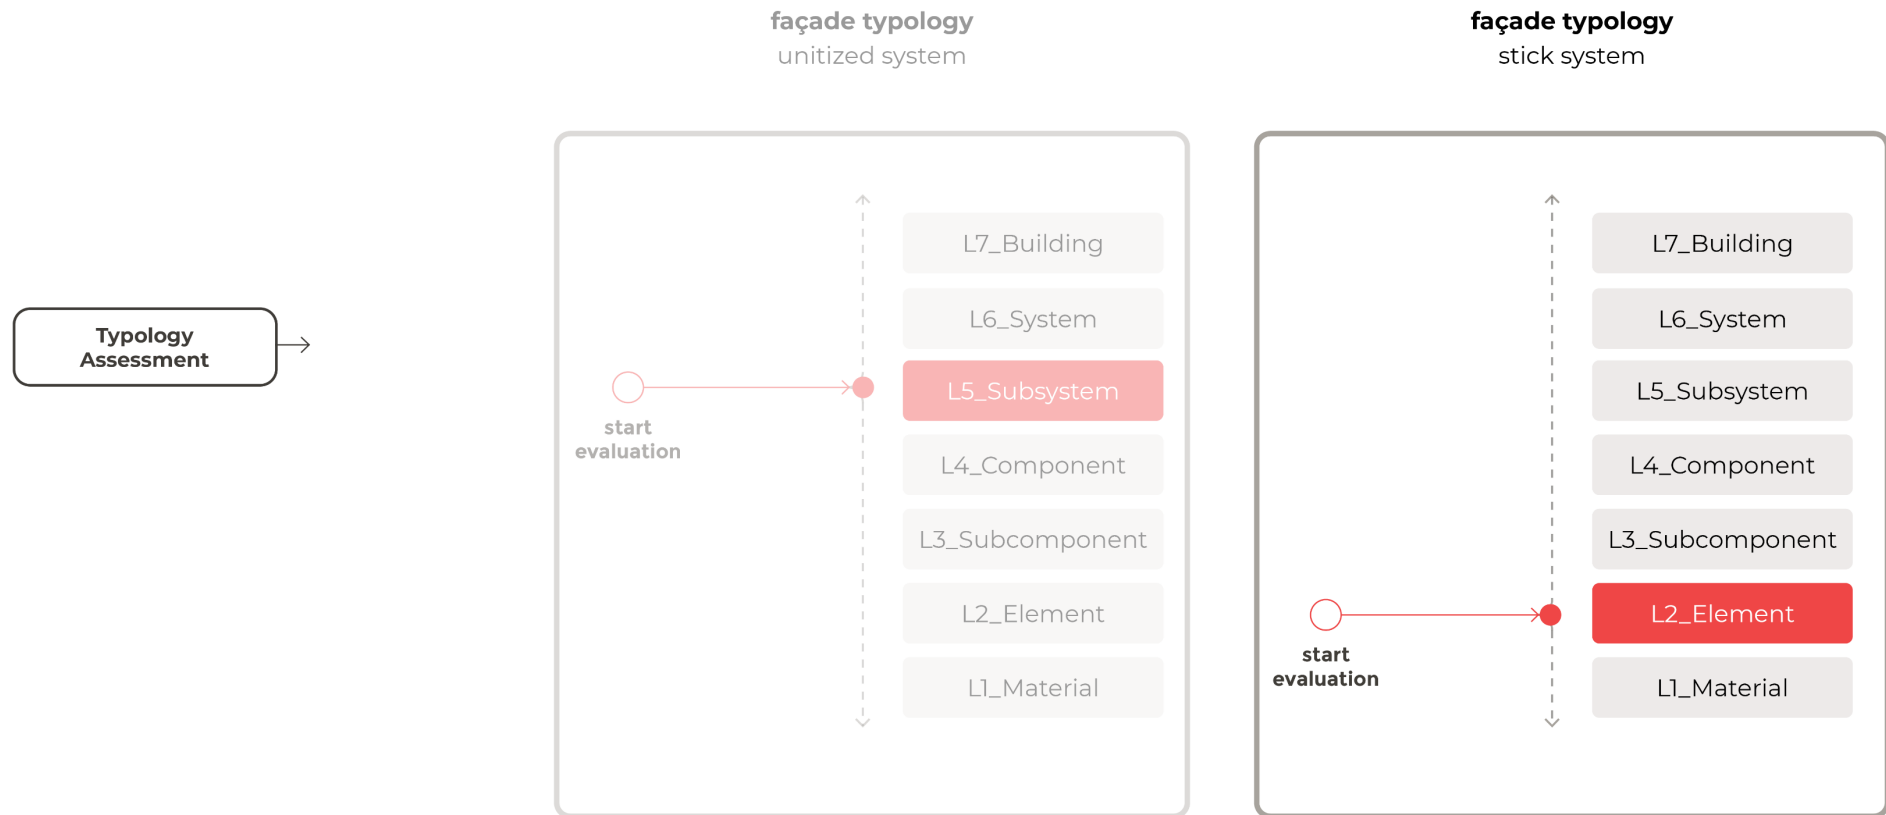 façade typology
unitized system
façade typology
stick system
Typology
Assessment
start
evaluation
L7_Building
L6_System
L5_Subsystem
L4_Component
L3_Subcomponent
L2_Element
L1_Material
start
evaluation
L7_Building
L6_System
L5_Subsystem
L4_Component
L3_Subcomponent
L2_Element
L1_Material